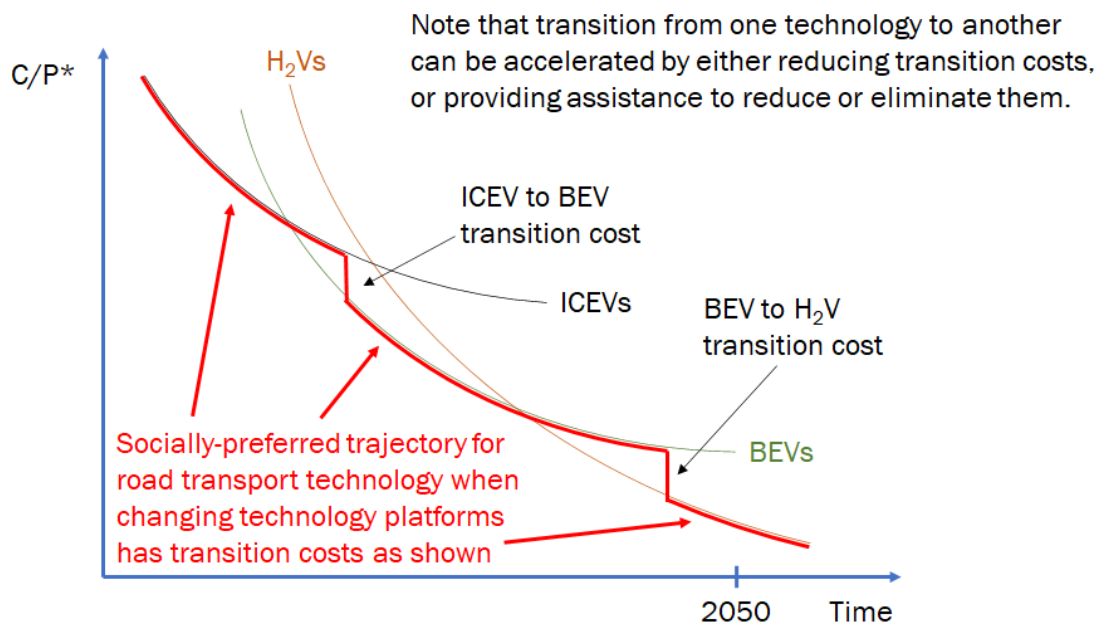 Note that transition from one technology to another
can be accelerated by either reducing transition costs,
or providing assistance to reduce or eliminate them.
C/P*
H₂Vs
ICEV to BEV
transition cost
ICEVs
BEV to H₂V
transition cost
Socially-preferred trajectory for
road transport technology when
changing technology platforms
has transition costs as shown
BEVs
2050
Time